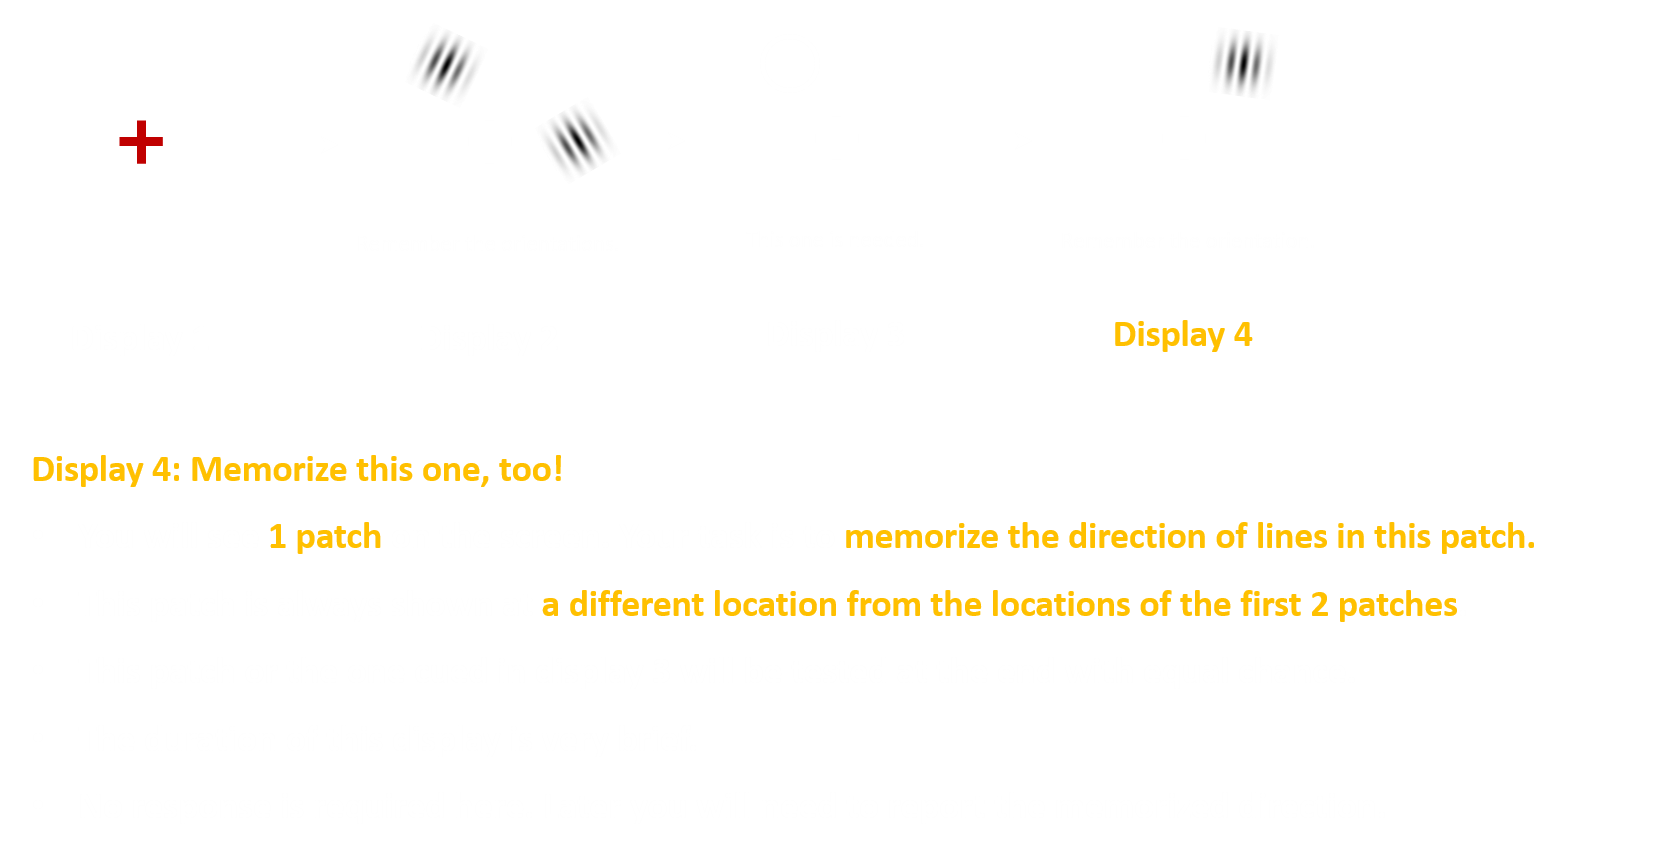 Display 4
Display 4: Memorize this one, too!
1 patch memorize the direction of lines in this patch.
a different location from the locations of the first 2 patches